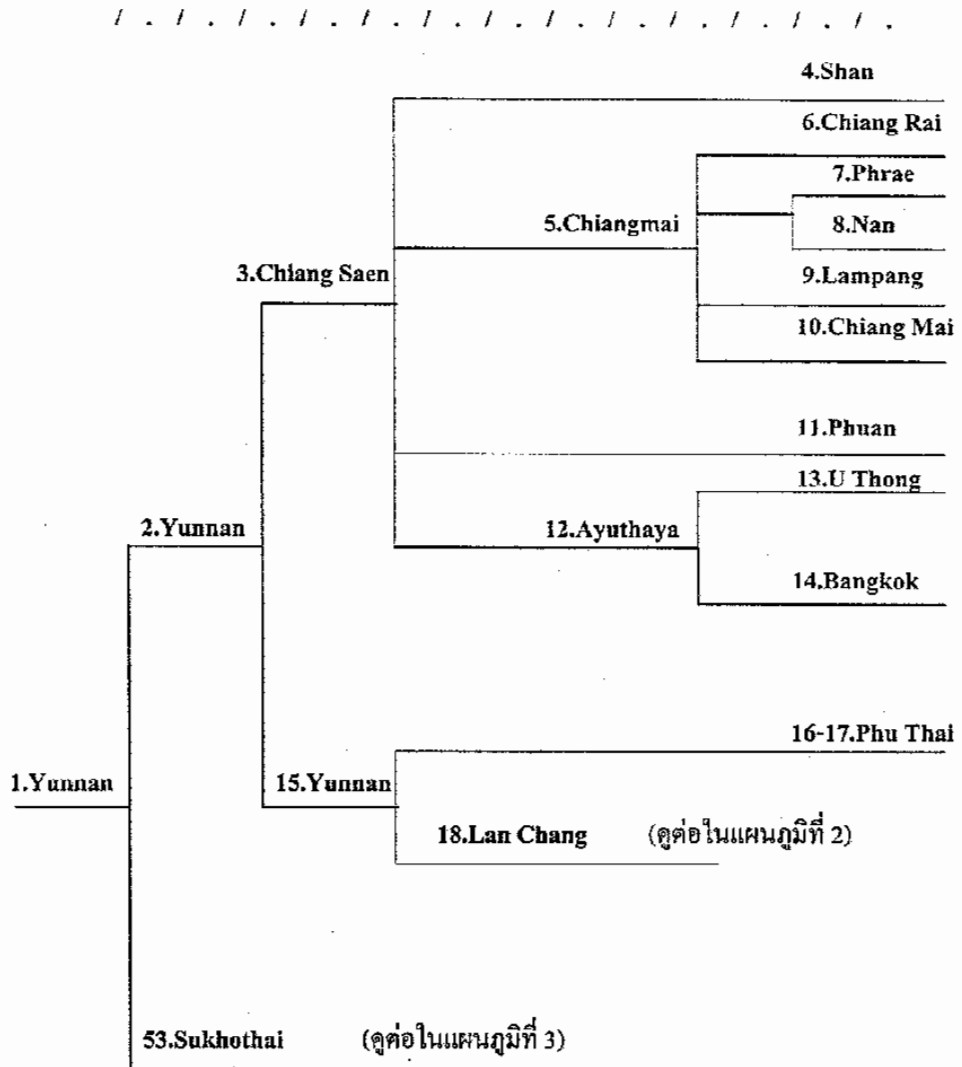 / . / . / . / . / . / . / . / . / . / . / . / . / .
4.Shan
6.Chiang Rai
7.Phrae
5.Chiangmai
8.Nan
3.Chiang Saen
9.Lampang
10.Chiang Mai
11.Phuan
13.U Thong
2.Yunnan
12.Ayuthaya
14.Bangkok
16-17.Phu Thai
1.Yunnan
15.Yunnan
18.Lan Chang (ดูต่อในแผนภูมิที่ 2)
53.Sukhothai (ดูต่อในแผนภูมิที่ 3)